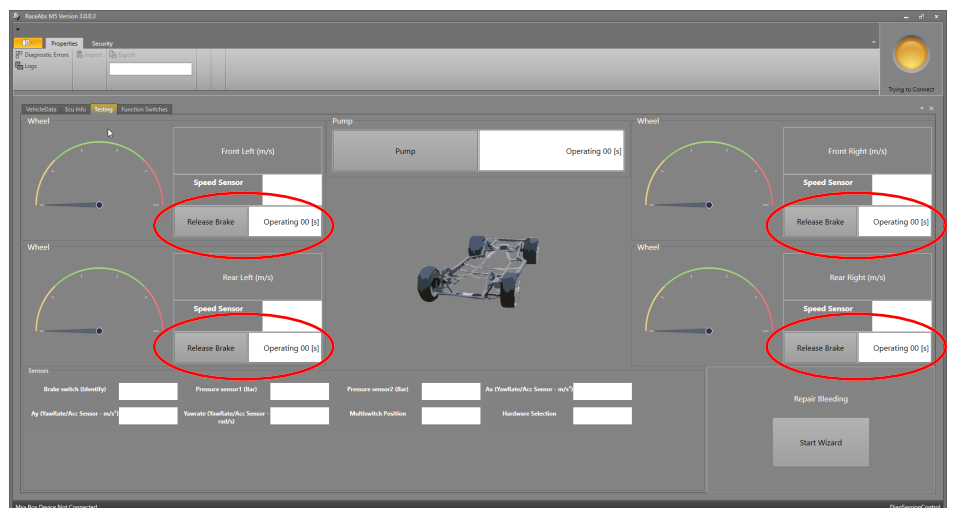 RaceAbs M5 Version 3.0.0.3
Properties Security
Diagnostic Errors Import Export
Logs
Trying to Connect
VehicleData Ecu Info Testing Function Switches
Wheel
Front Left (m/s)
Speed Sensor
Release Brake Operating 00 [s]
Pump
Pump Operating 00 [s]
Wheel
Front Right (m/s)
Speed Sensor
Release Brake Operating 00 [s]
Wheel
Rear Left (m/s)
Speed Sensor
Release Brake Operating 00 [s]
Wheel
Rear Right (m/s)
Speed Sensor
Release Brake Operating 00 [s]
Sensors
Brake switch (Identify) Pressure sensor1 (Bar) Pressure sensor2 (Bar) Ax (YawRate/Acc Sensor - m/s²)
Ay (YawRate/Acc Sensor - m/s²) Yawrate (YawRate/Acc Sensor -
rad/s) Multiswitch Position Hardware Selection
Repair Bleeding
Start Wizard
Msa Box Device Not Connected DiagSessionControl